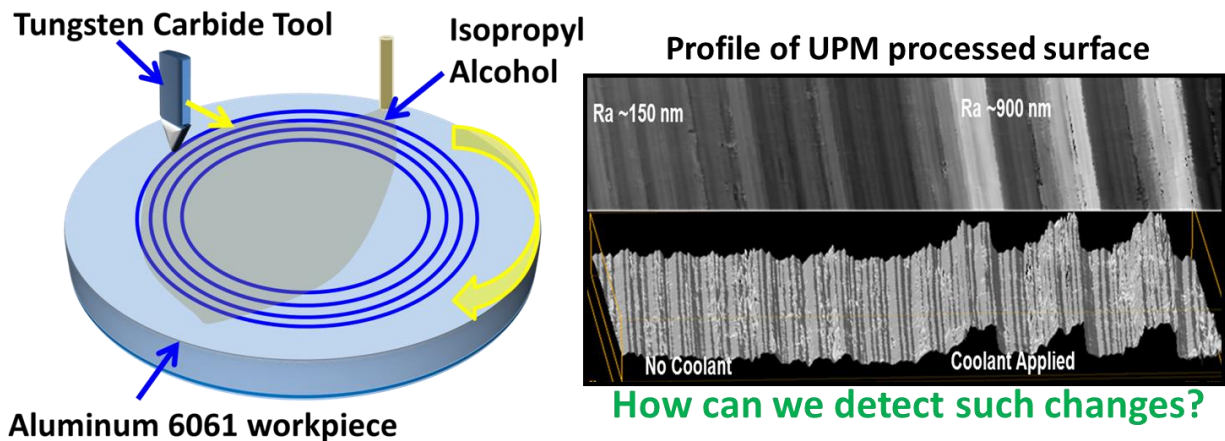 Tungsten Carbide Tool
Isopropyl
Alcohol
Aluminum 6061 workpiece
Profile of UPM processed surface
Ra ~150 nm
Ra ~900 nm
No Coolant
Coolant Applied
How can we detect such changes?